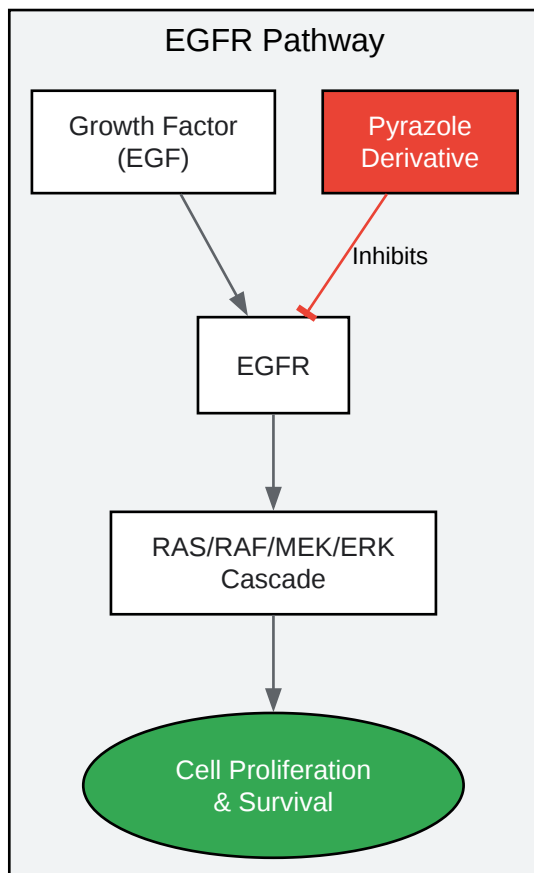 EGFR Pathway
Growth Factor
(EGF)
Pyrazole
Derivative
Inhibits
EGFR
RAS/RAF/MEK/ERK
Cascade
Cell Proliferation
& Survival